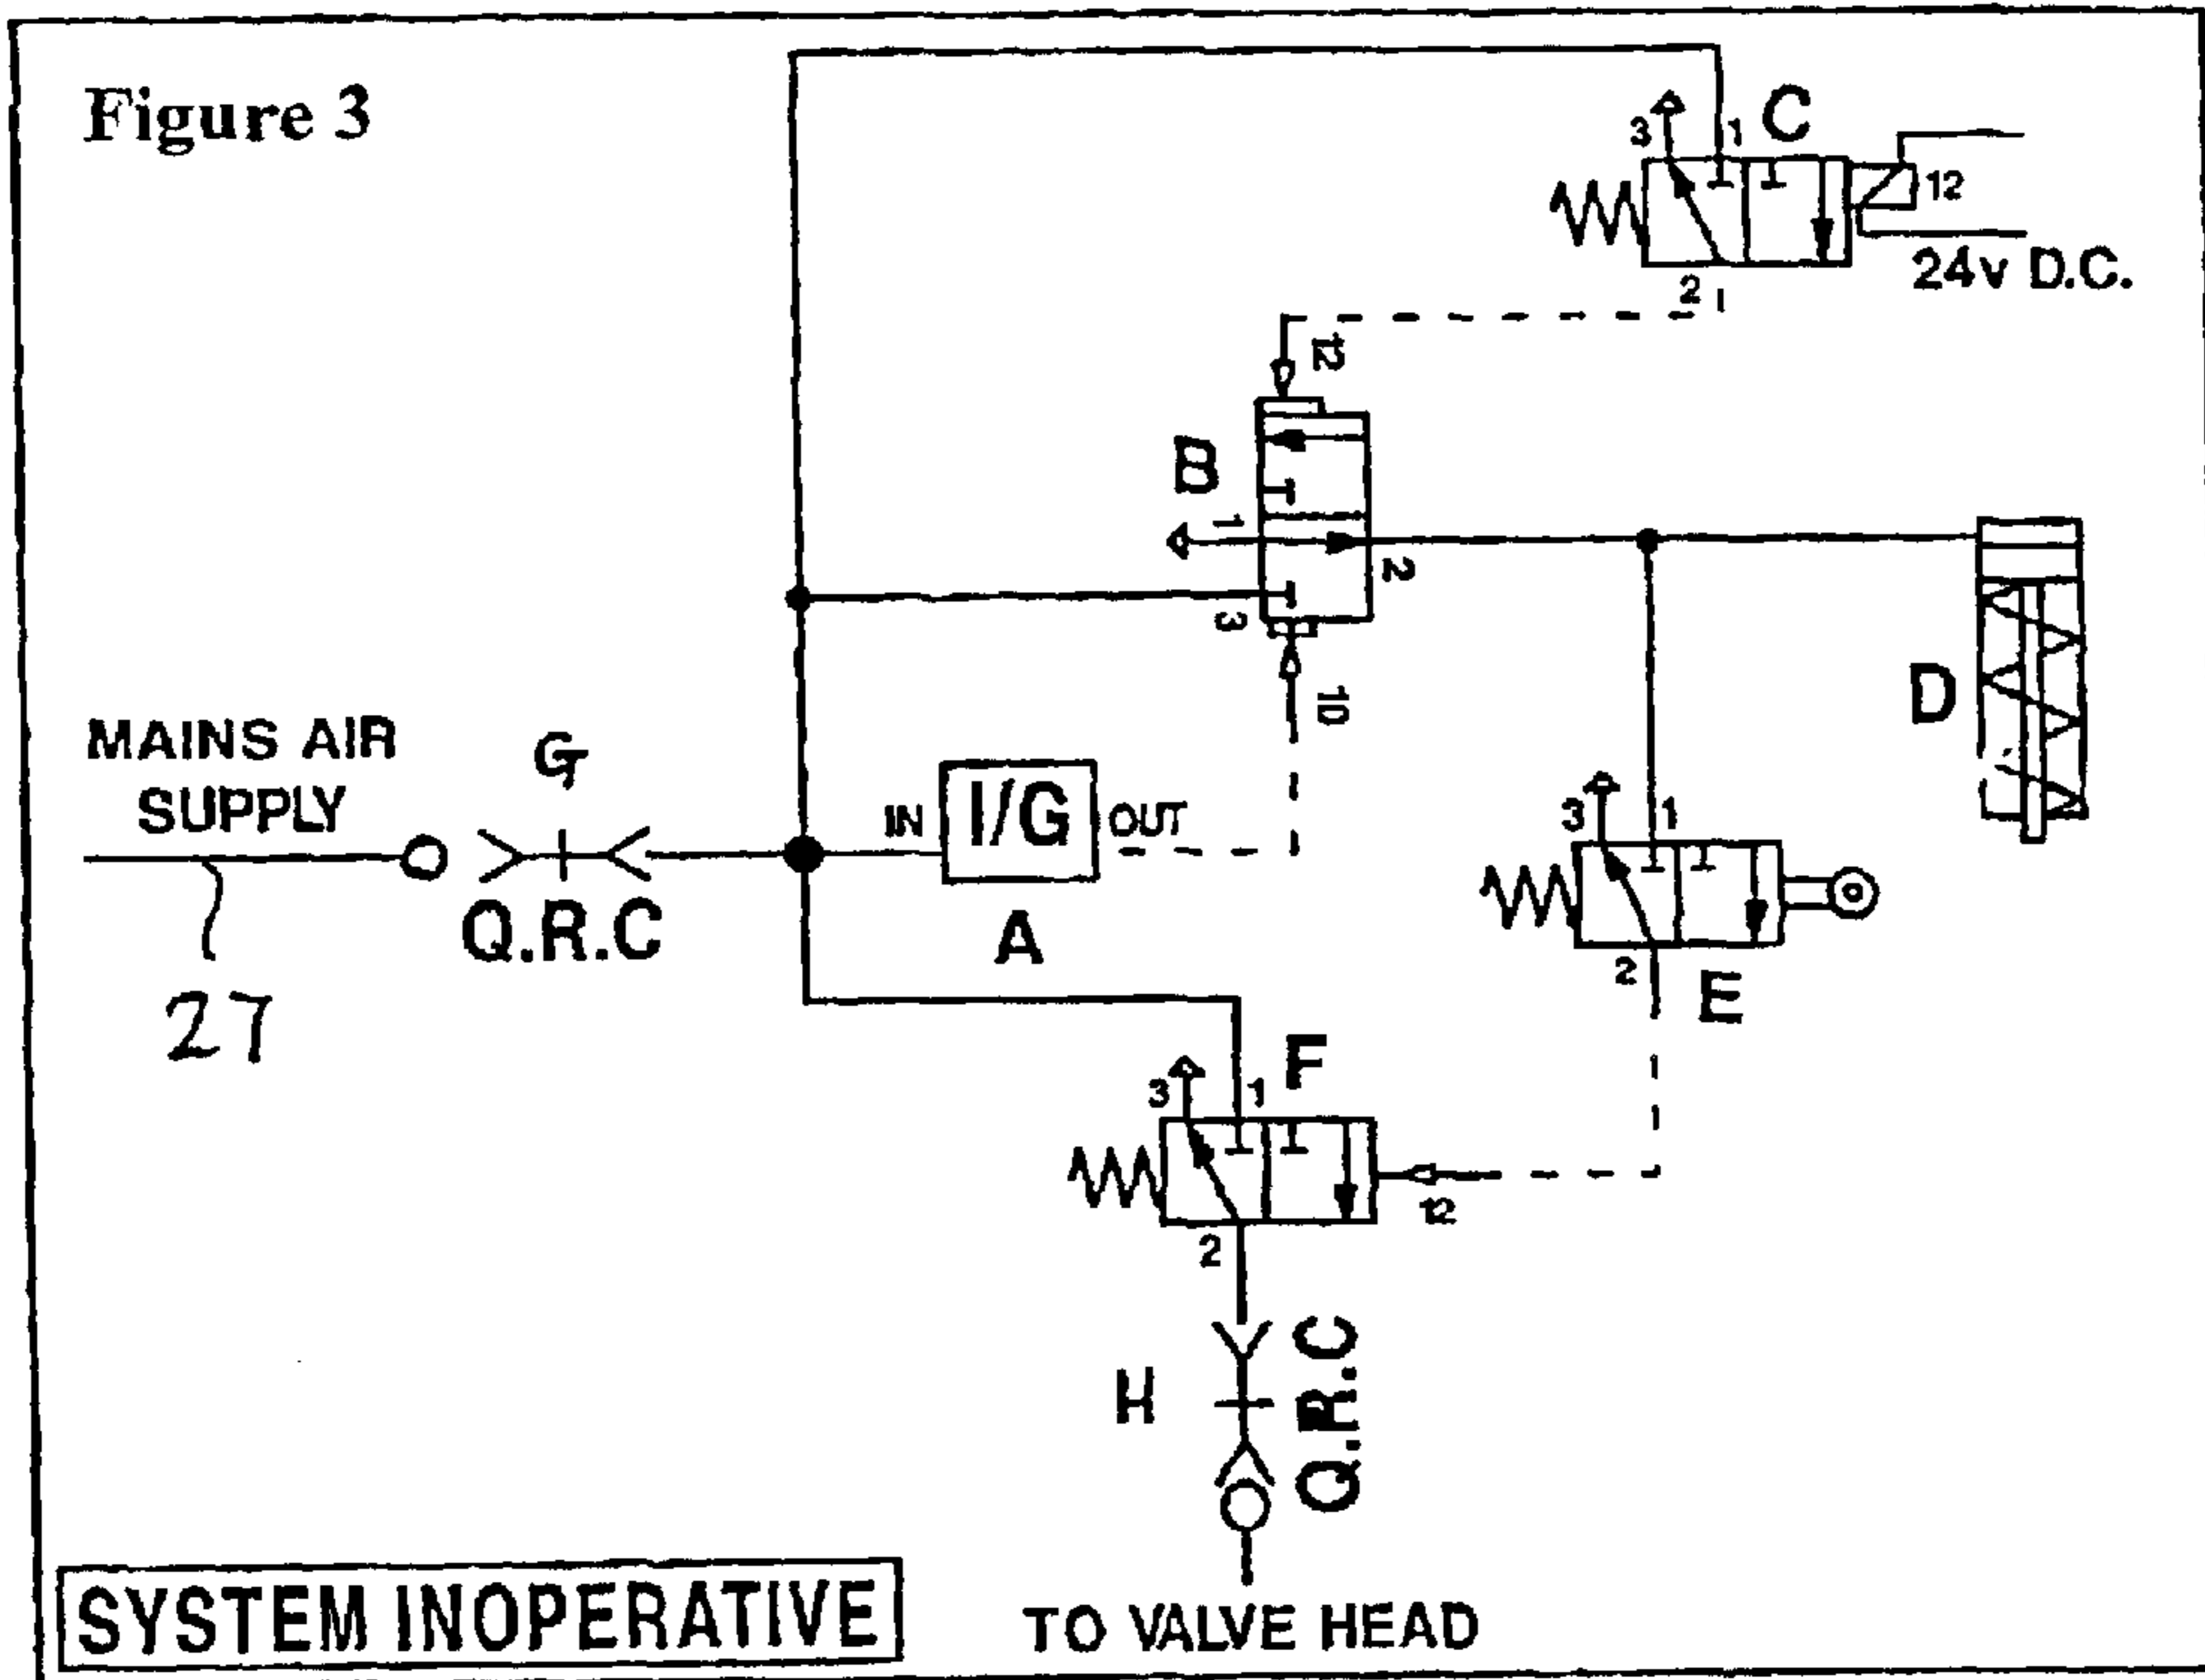 Figure 3
3
1
C
12
24v D.C.
2
12
B
1
2
3
10
D
MAINS AIR
SUPPLY
G
IN
I/G
OUT
3
1
Q.R.C
A
2
E
27
F
3
1
12
2
H
Q.R.C
SYSTEM INOPERATIVE
TO VALVE HEAD